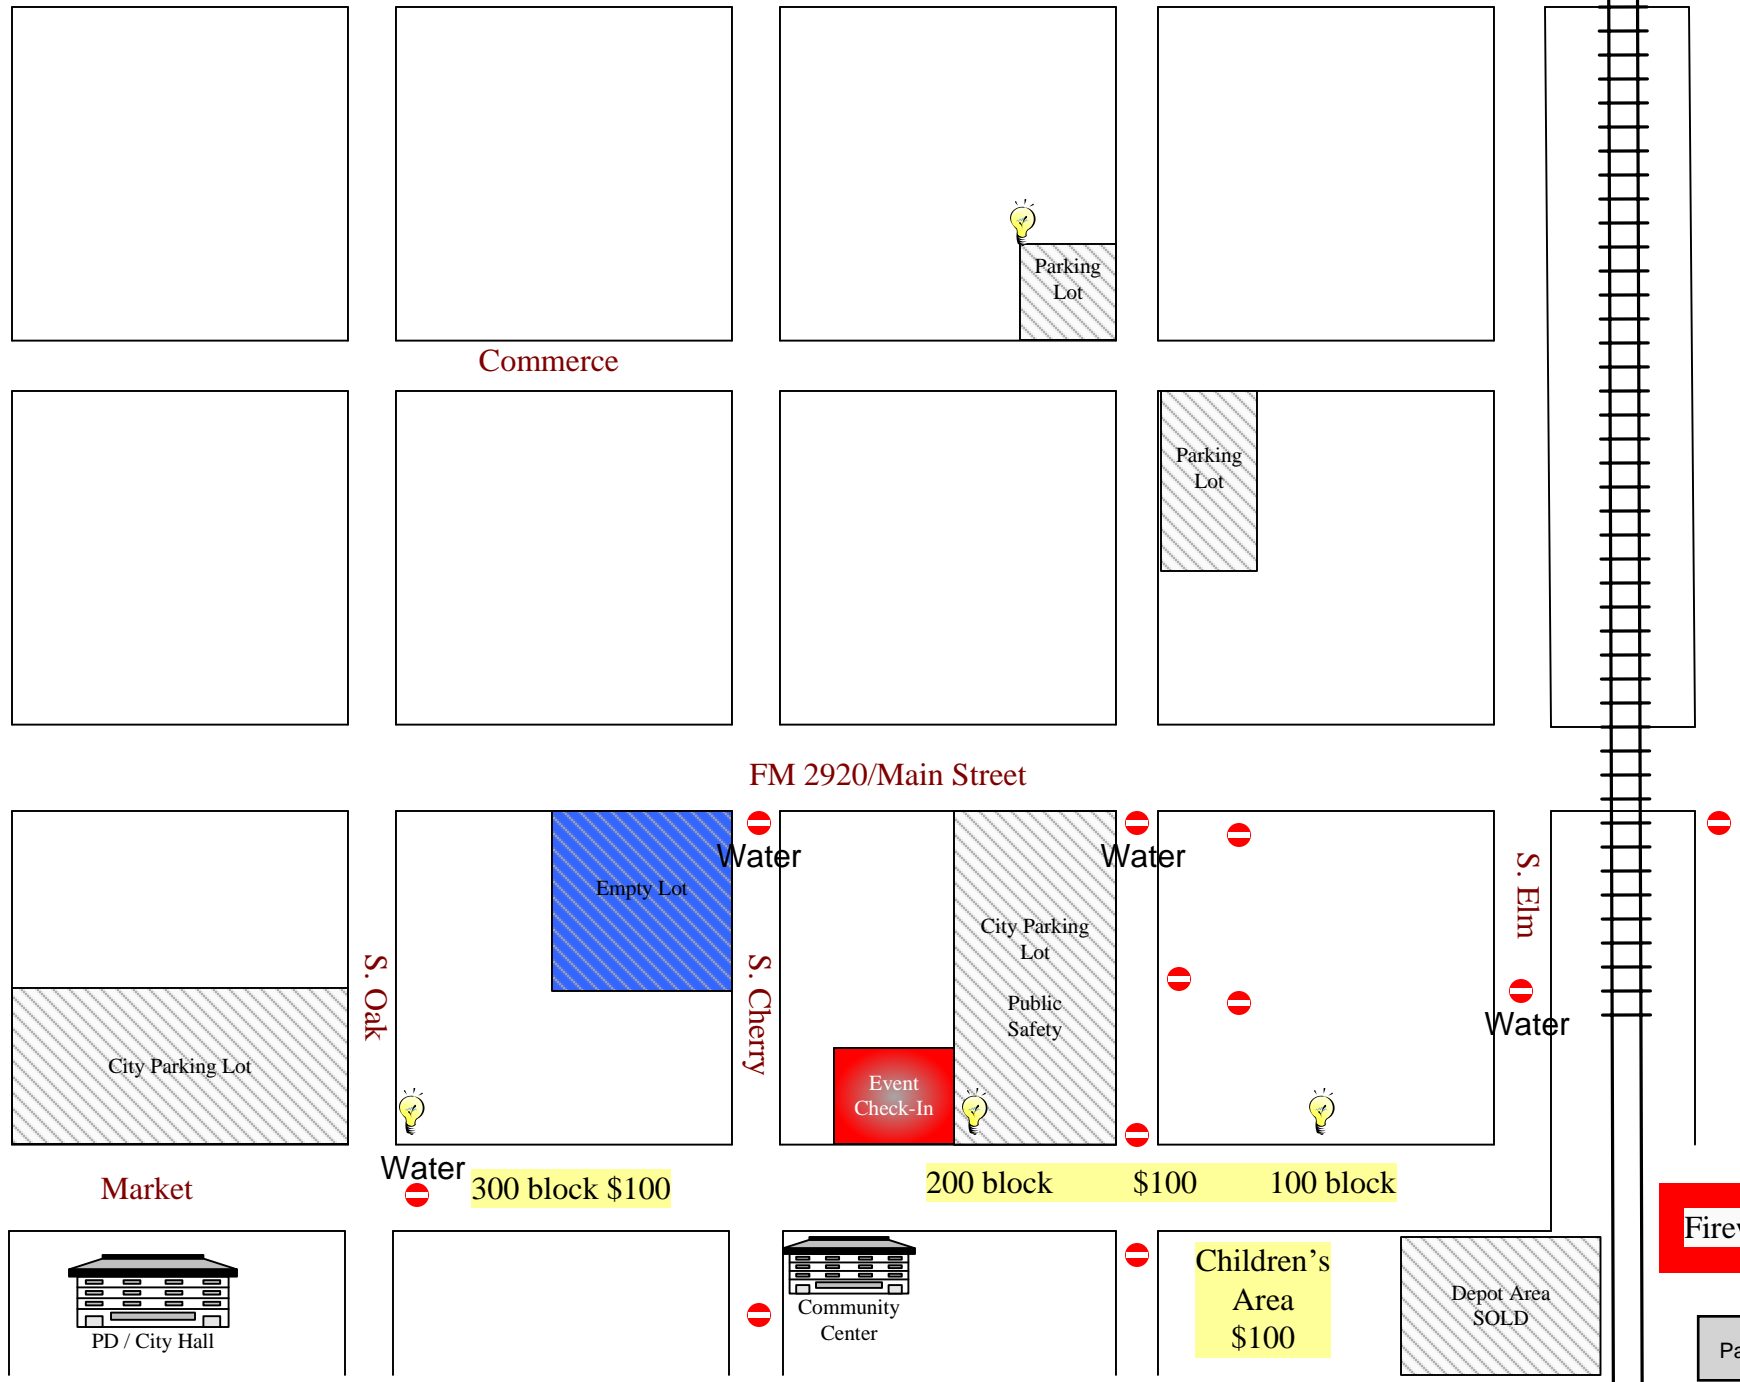 Parking
Lot
Commerce
Parking
Lot
FM 2920/Main Street
Water
Water
Empty Lot
S. Elm
City Parking
Lot
Public
Safety
S. Oak
S. Cherry
Water
City Parking Lot
Event
Check-In
Water
Market
300 block $100
200 block $100 100 block
Children's
Area
$100
Depot Area
SOLD
PD / City Hall
Community
Center